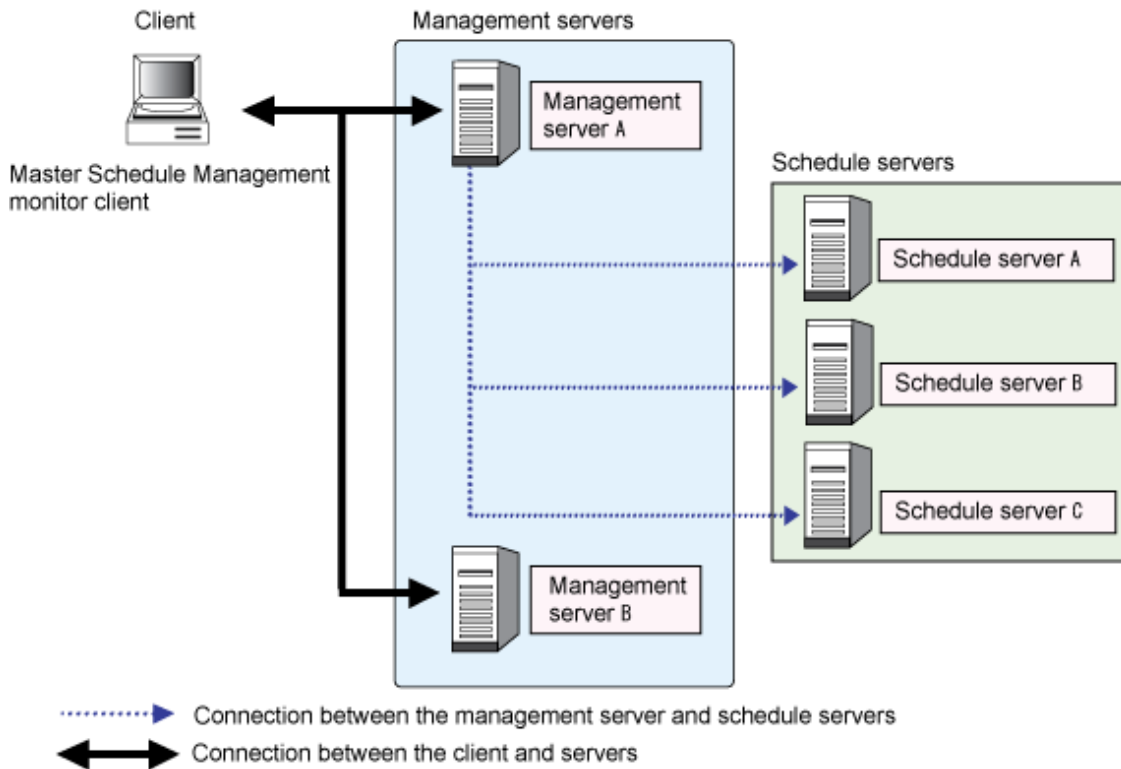 Client
Management servers
Management
server A
Master Schedule Management
monitor client
Schedule servers
Schedule server A
Schedule server B
Schedule server C
Management
server B
Connection between the management server and schedule servers
Connection between the client and servers